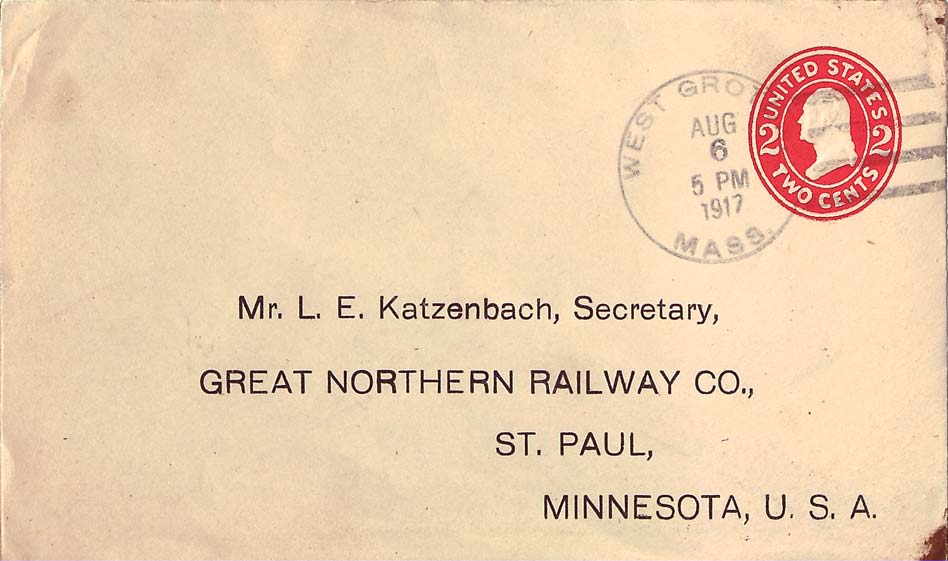 WEST GROT
AUG
6
5 PM
1917
MASS.
UNITED STATES
2 2
TWO CENTS
Mr. L. E. Katzenbach, Secretary,
GREAT NORTHERN RAILWAY CO.,
ST. PAUL,
MINNESOTA, U. S. A.